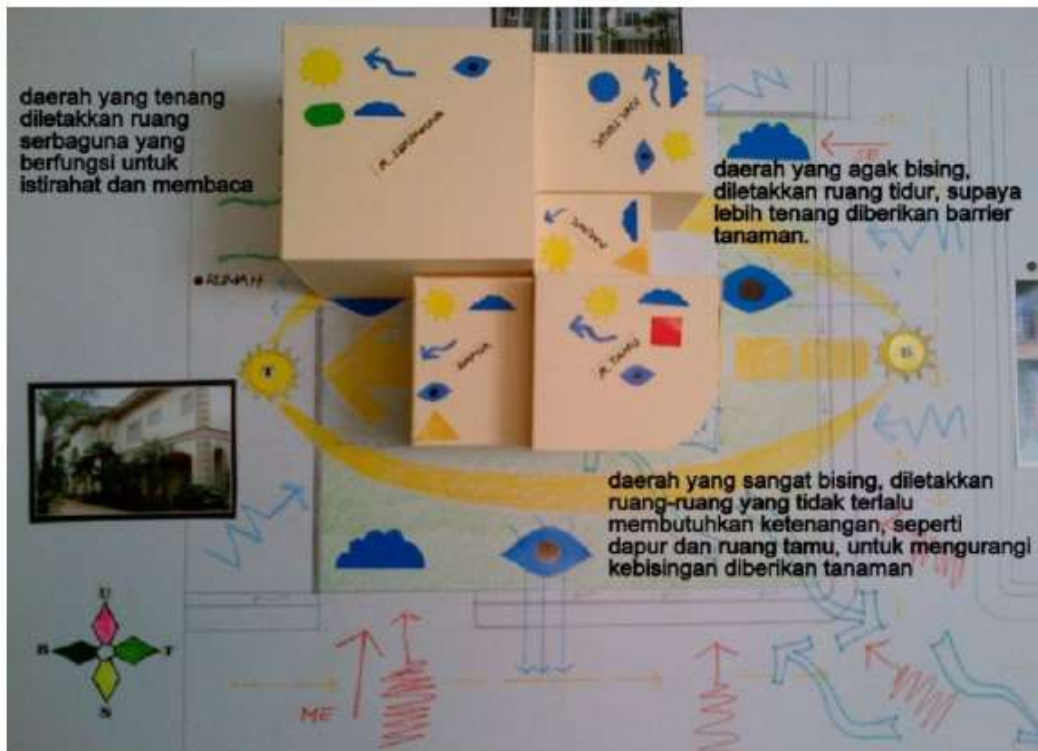 daerah yang tenang
diletakkan ruang
serbaguna yang
berfungsi untuk
istirahat dan membaca
R. SERBAGUNA
daerah yang agak bising,
diletakkan ruang tidur, supaya
lebih tenang diberikan barrier
tanaman.
RUMAH
R. TAMU
T
B
daerah yang sangat bising, diletakkan
ruang-ruang yang tidak terlalu
membutuhkan ketenangan, seperti
dapur dan ruang tamu, untuk mengurangi
kebisingan diberikan tanaman
U
B
T
S
ME